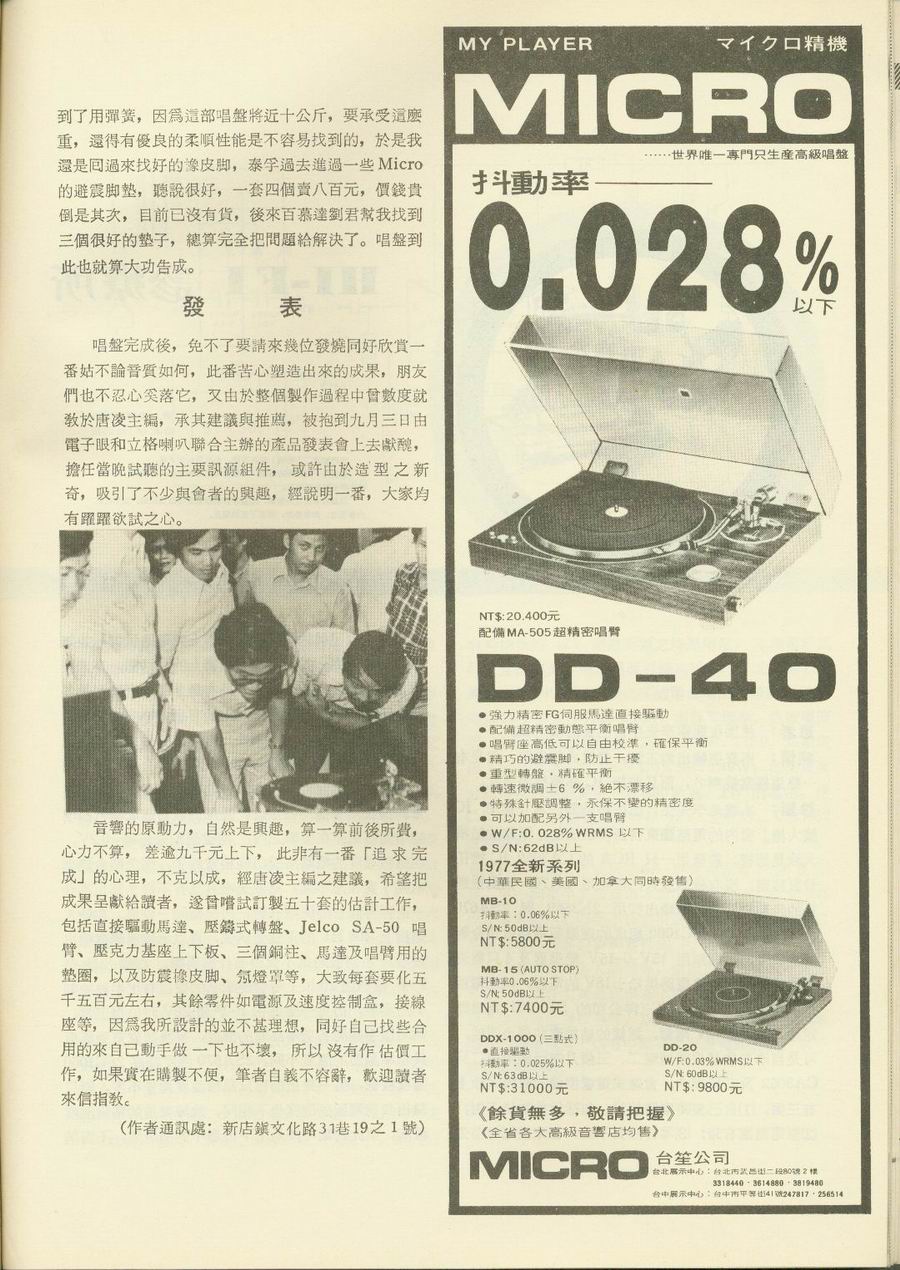 到了用彈簧，因爲這部唱盤將近十公斤，要承受這麼
重，還得有優良的柔順性能是不容易找到的，於是我
還是回過來找好的橡皮脚，泰孚過去進過一些 Micro
的避震脚墊，聽說很好，一套四個賣八百元，價錢貴
倒是其次，目前已沒有貨，後來百慕達劉君幫我找到
三個很好的墊子，總算完全把問題給解決了。唱盤到
此也就算大功告成。
發 表
唱盤完成後，免不了要請來幾位發燒同好欣賞一
番姑不論音質如何，此番苦心塑造出來的成果，朋友
們也不忍心奚落它，又由於整個製作過程中曾數度就
敎於唐凌主編，承其建議與推薦，被抱到九月三日由
電子眼和立格喇叭聯合主辦的產品發表會上去獻醜，
擔任當晚試聽的主要訊源組件，或許由於造型之新
奇，吸引了不少與會者的興趣，經說明一番，大家均
有躍躍欲試之心。
音響的原動力，自然是興趣，算一算前後所費，
心力不算，差逾九千元上下，此非有一番「追求完
成」的心理，不克以成，經唐凌主編之建議，希望把
成果呈獻給讀者，遂曾嚐試訂製五十套的估計工作，
包括直接驅動馬達、壓鑄式轉盤、Jelco SA-50 唱
臂、壓克力基座上下板、三個銅柱、馬達及唱臂用的
墊圈，以及防震橡皮脚、氖燈罩等，大致每套要化五
千五百元左右，其餘零件如電源及速度控制盒，接線
座等，因爲我所設計的並不甚理想，同好自己找些合
用的來自己動手做一下也不壞，所以沒有作估價工
作，如果實在購製不便，筆者自義不容辭，歡迎讀者
來信指敎。
（作者通訊處：新店鎭文化路31巷19之1號）
MY PLAYER マイクロ精機
MICRO
……世界唯一專門只生產高級唱盤
抖動率
0.028%
以下
NT$:20.400元
配備MA-505超精密唱臂
DD-40
●強力精密FG伺服馬達直接驅動
●配備超精密動態平衡唱臂
●唱臂座高低可以自由校準，確保平衡
●精巧的避震脚，防止干擾
●重型轉盤，精確平衡
●轉速微調±6 %，絕不漂移
●特殊針壓調整，永保不變的精密度
●可以加配另外一支唱臂
●W/F:0.028%WRMS 以下
●S/N:62dB以上
1977全新系列
（中華民國、美國、加拿大同時發售）
MB-10
抖動率：0.06%以下
S/N:50dB以上
NT$:5800元
MB-15 (AUTO STOP)
抖動率0.06%以下
S/N:50dB以上
NT$:7400元
DDX-1000 (三點式)
●直接驅動
抖動率：0.025%以下
S/N:63dB以上
NT$:31000元
DD-20
W/F:0.03%WRMS以下
S/N:60dB以上
NT$:9800元
《餘貨無多，敬請把握》
《全省各大高級音響店均售》
MICRO 台笙公司
台北展示中心：台北市武昌街二段80號2樓
3318440·3614880·3819480
台中展示中心：台中市平等街41號247817·256514